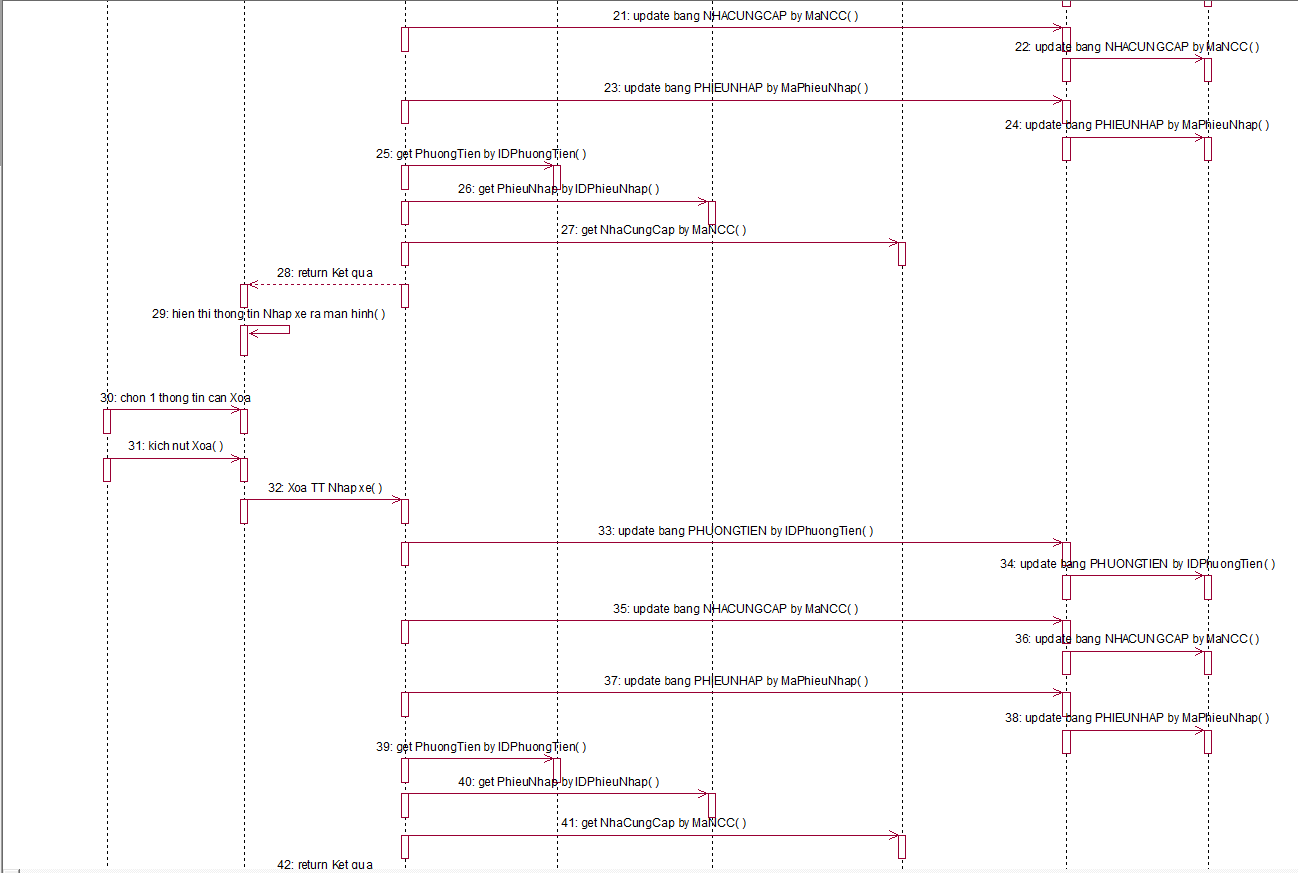 21: update bang NHACUNGCAP by MaNCC( )
22: update bang NHACUNGCAP by MaNCC( )
23: update bang PHIEUNHAP by MaPhieuNhap( )
24: update bang PHIEUNHAP by MaPhieuNhap( )
25: get PhuongTien by IDPhuongTien( )
26: get PhieuNhap by IDPhieuNhap( )
27: get NhaCungCap by MaNCC( )
28: return Ket qua
29: hien thi thong tin Nhap xe ra man hinh( )
30: chon 1 thong tin can Xoa
31: kich nut Xoa( )
32: Xoa TT Nhap xe( )
33: update bang PHUONGTIEN by IDPhuongTien( )
34: update bang PHUONGTIEN by IDPhuongTien( )
35: update bang NHACUNGCAP by MaNCC( )
36: update bang NHACUNGCAP by MaNCC( )
37: update bang PHIEUNHAP by MaPhieuNhap( )
38: update bang PHIEUNHAP by MaPhieuNhap( )
39: get PhuongTien by IDPhuongTien( )
40: get PhieuNhap by IDPhieuNhap( )
41: get NhaCungCap by MaNCC( )
42: return Ket qua